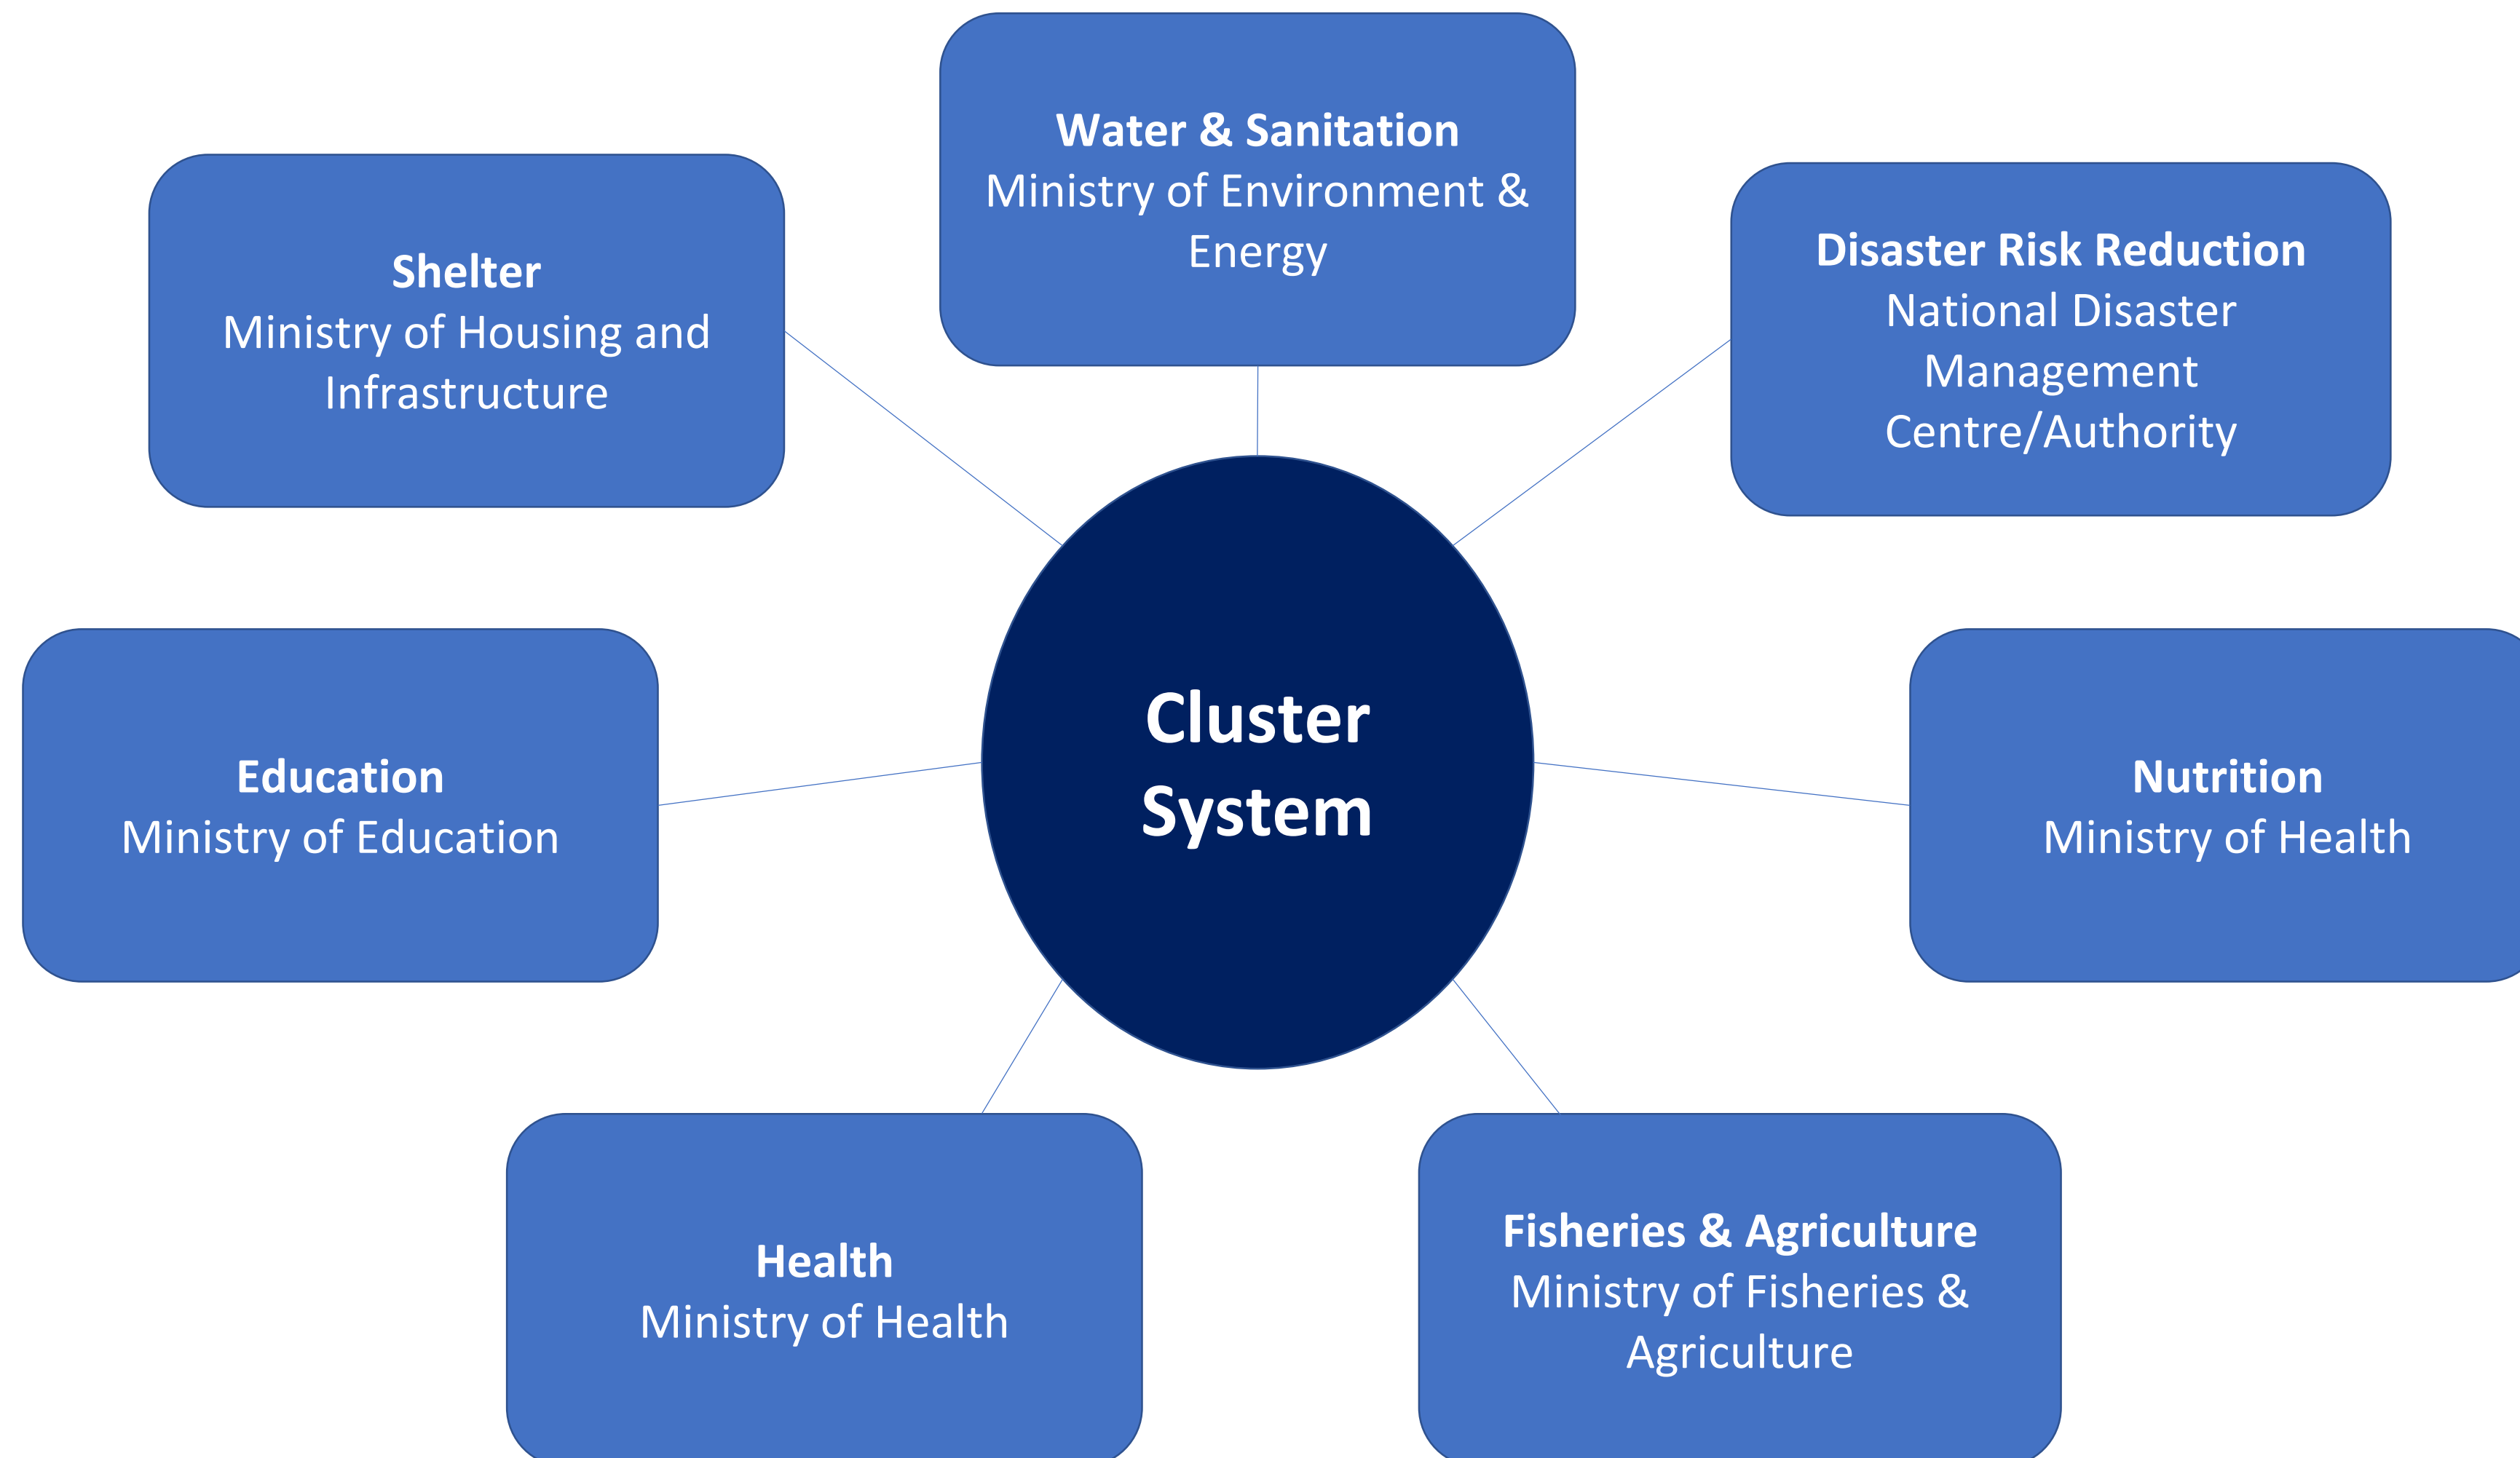 Water & Sanitation
Ministry of Environment &
Energy
Shelter
Ministry of Housing and
Infrastructure
Disaster Risk Reduction
National Disaster
Management
Centre/Authority
Cluster
System
Education
Ministry of Education
Nutrition
Ministry of Health
Health
Ministry of Health
Fisheries & Agriculture
Ministry of Fisheries &
Agriculture